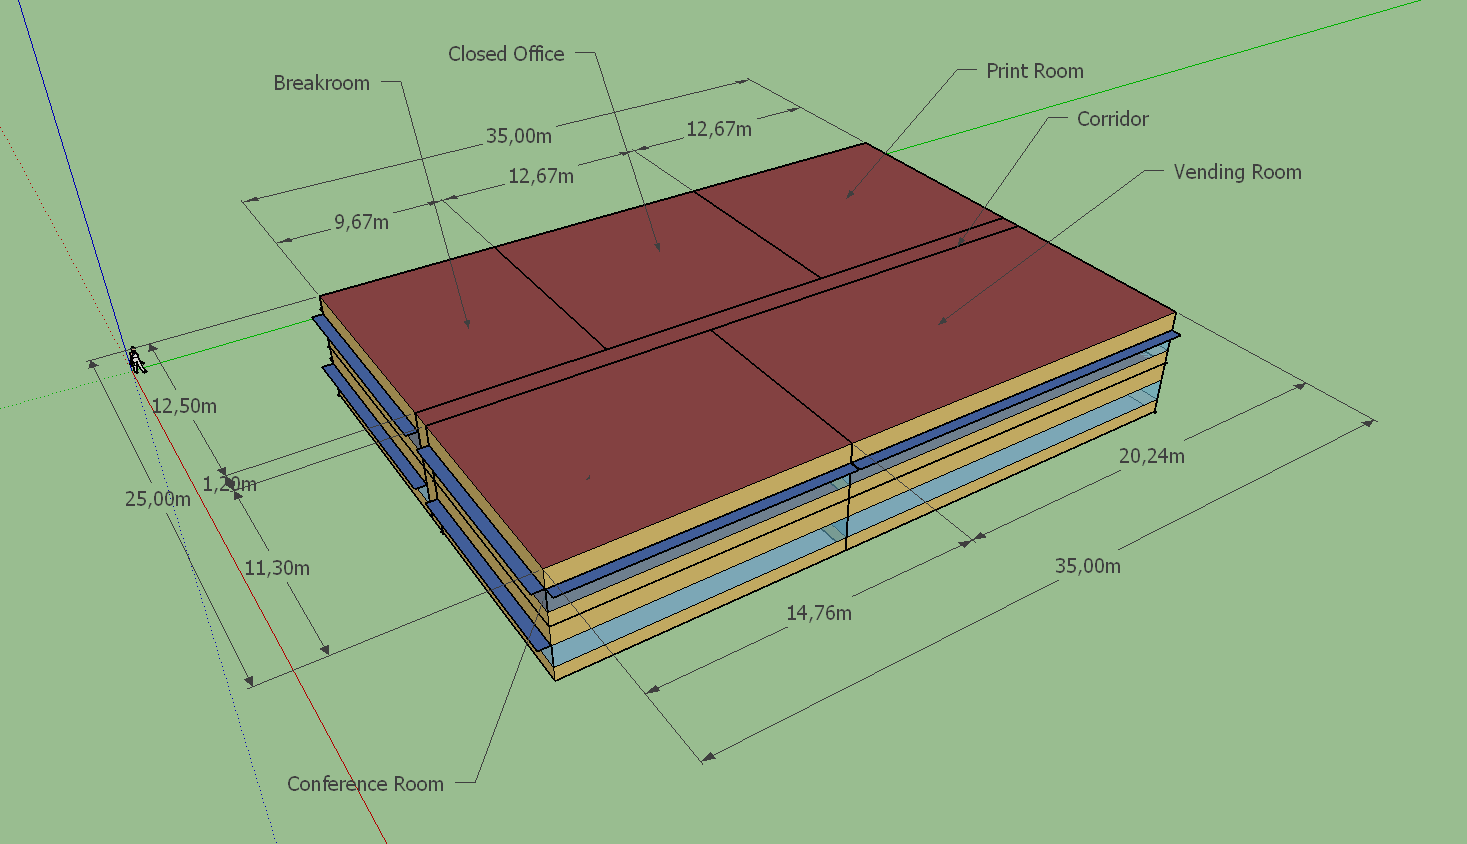 Closed Office
Breakroom
Print Room
Corridor
Vending Room
35,00m
12,67m
12,67m
9,67m
12,50m
1,20m
25,00m
11,30m
20,24m
35,00m
14,76m
Conference Room